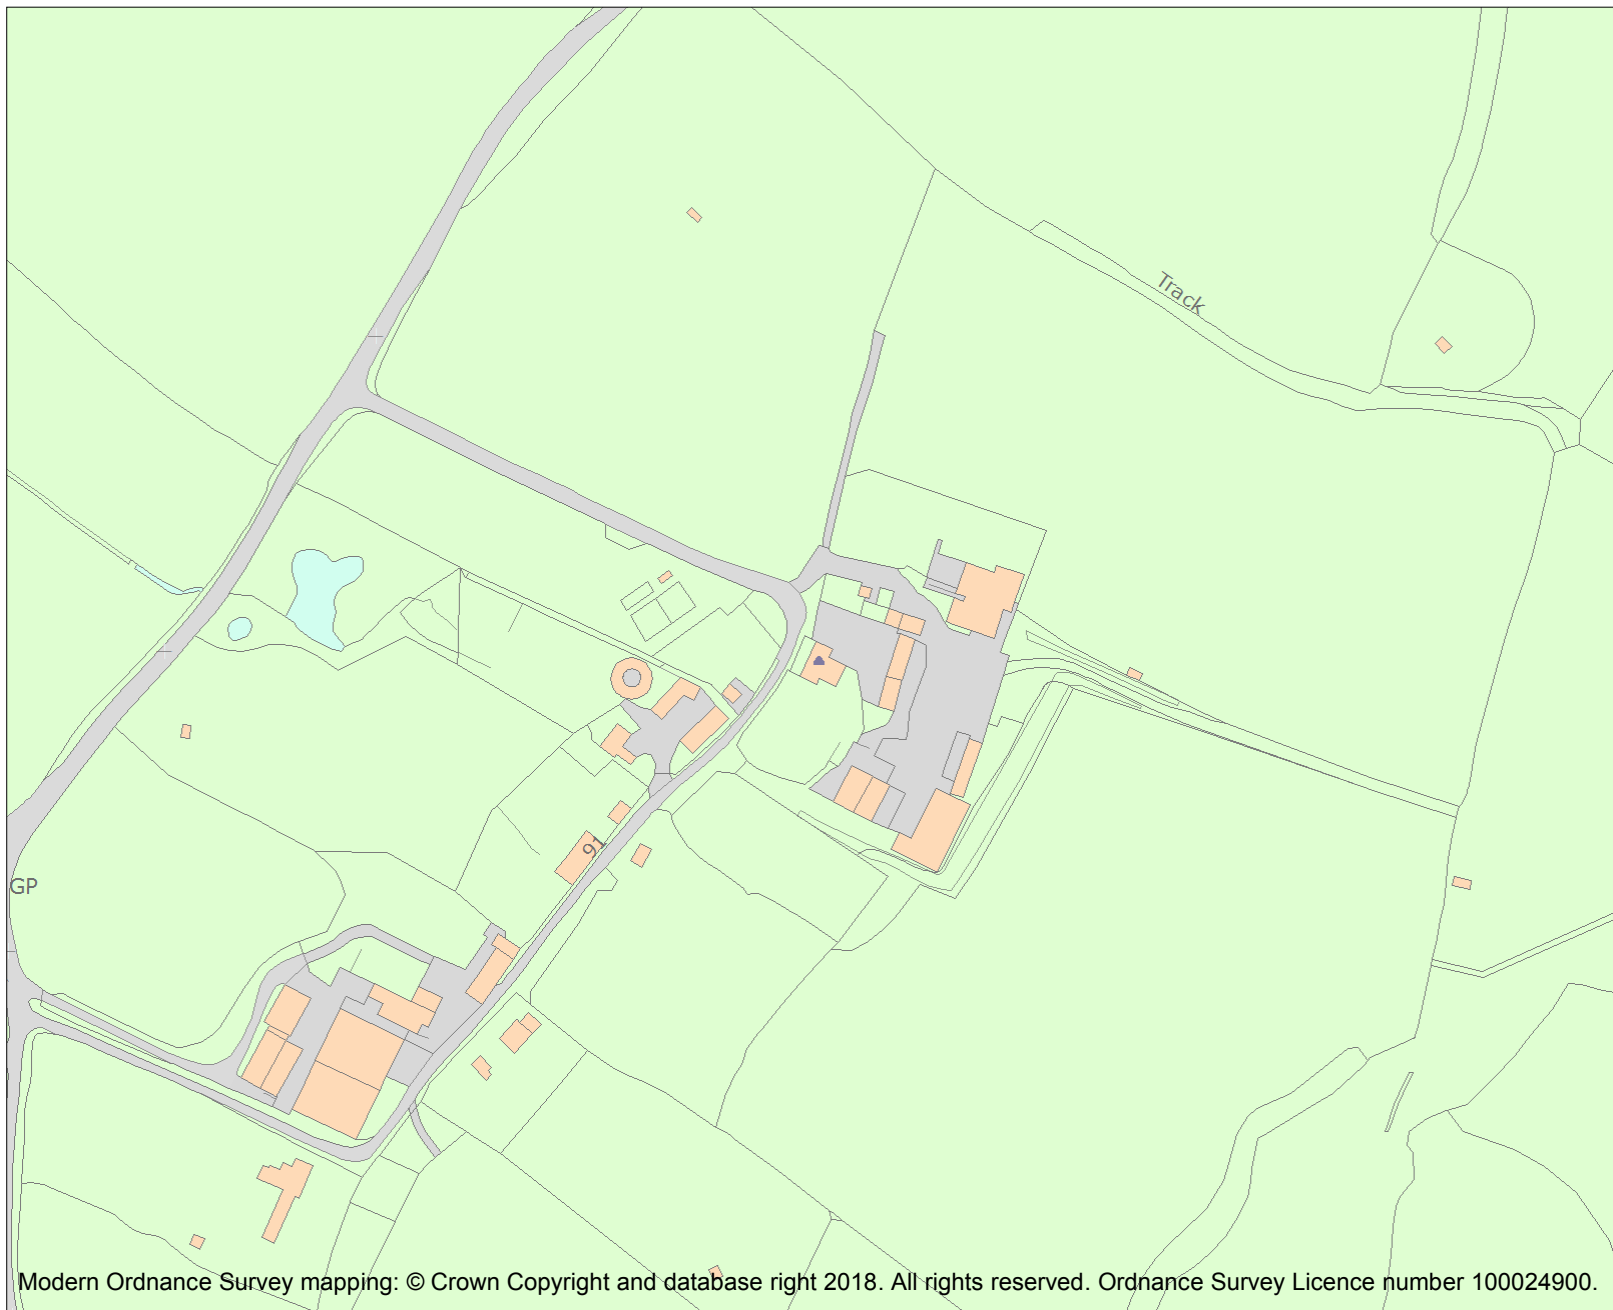 Track
91
GP
Modern Ordnance Survey mapping: © Crown Copyright and database right 2018. All rights reserved. Ordnance Survey Licence number 100024900.